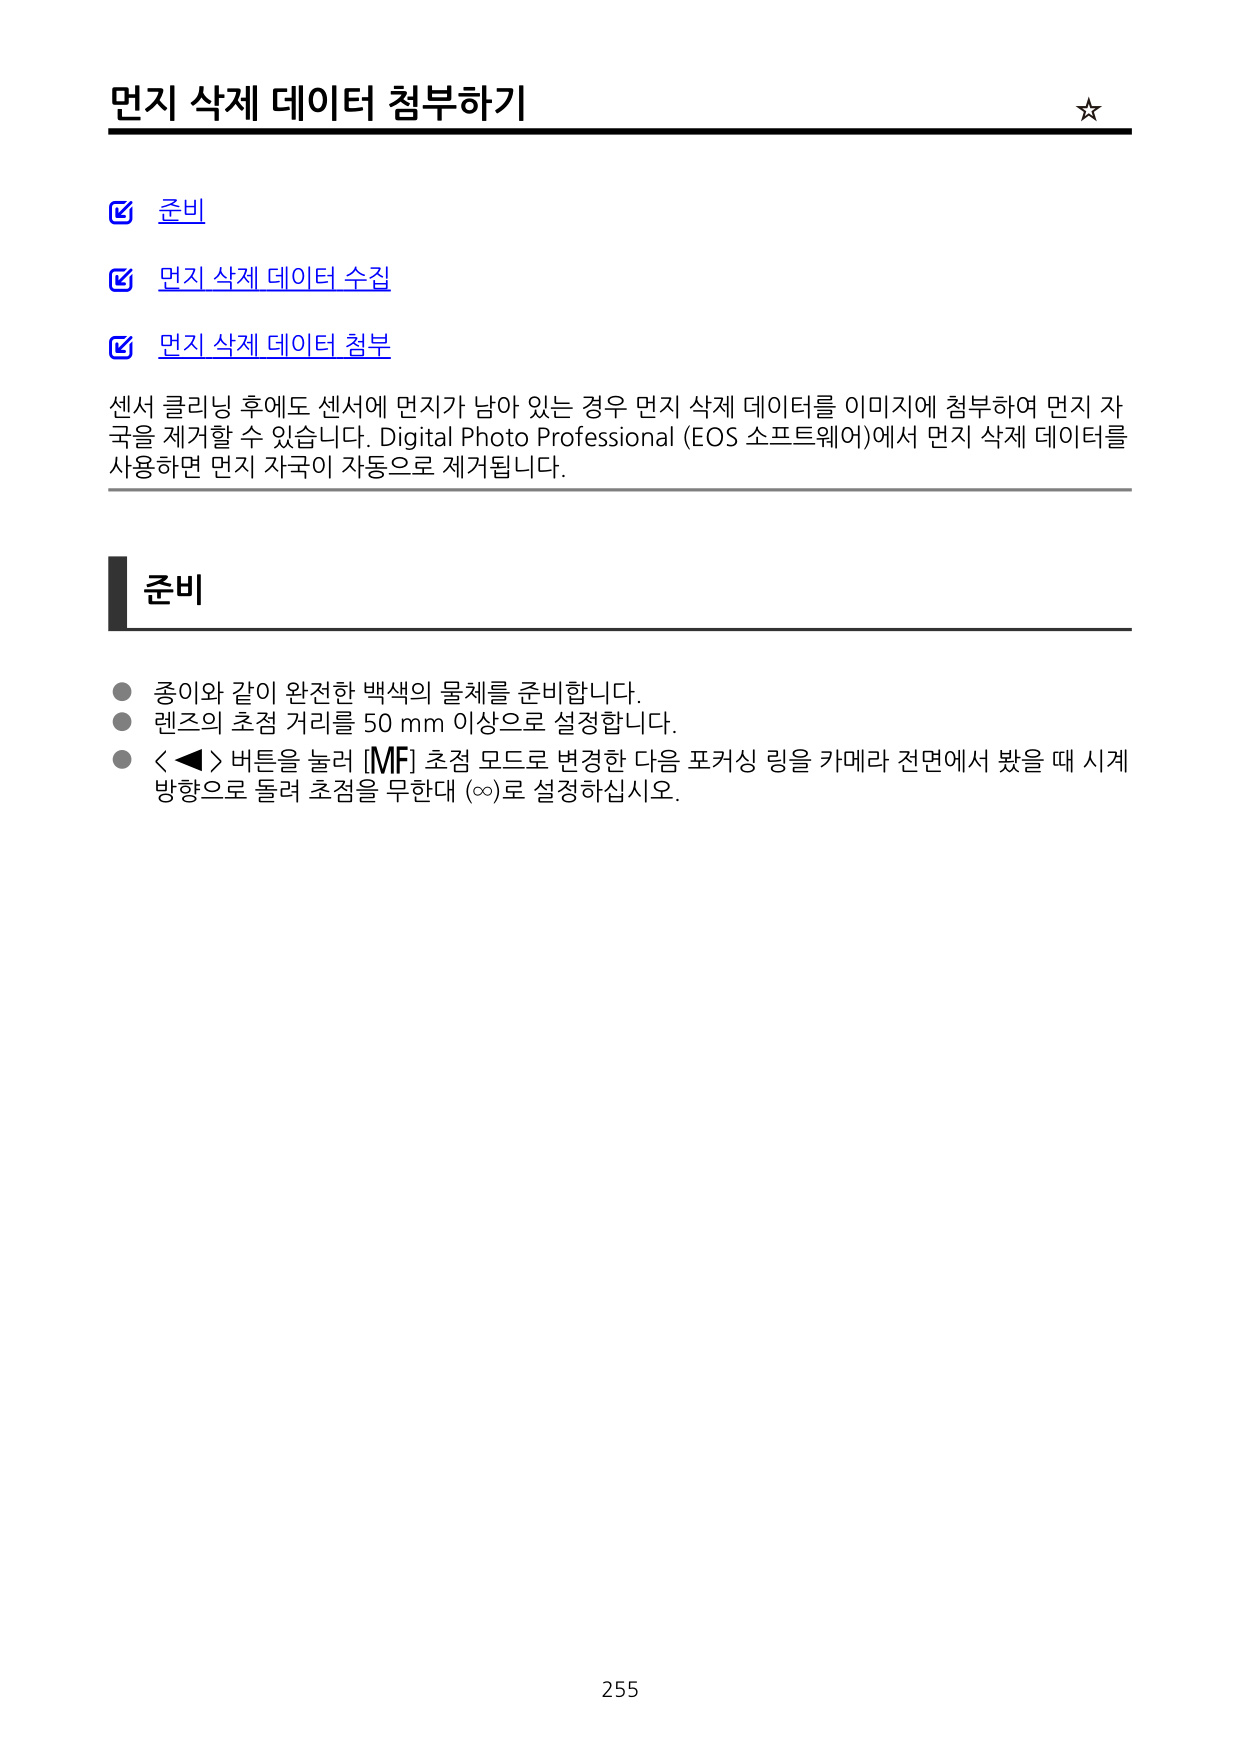 먼지 삭제 데이터 첨부하기 ☆
준비
먼지 삭제 데이터 수집
먼지 삭제 데이터 첨부
센서 클리닝 후에도 센서에 먼지가 남아 있는 경우 먼지 삭제 데이터를 이미지에 첨부하여 먼지 자
국을 제거할 수 있습니다. Digital Photo Professional (EOS 소프트웨어)에서 먼지 삭제 데이터를
사용하면 먼지 자국이 자동으로 제거됩니다.
준비
● 종이와 같이 완전한 백색의 물체를 준비합니다.
● 렌즈의 초점 거리를 50 mm 이상으로 설정합니다.
● < ◀ > 버튼을 눌러 [MF] 초점 모드로 변경한 다음 포커싱 링을 카메라 전면에서 봤을 때 시계
방향으로 돌려 초점을 무한대 (∞)로 설정하십시오.
255